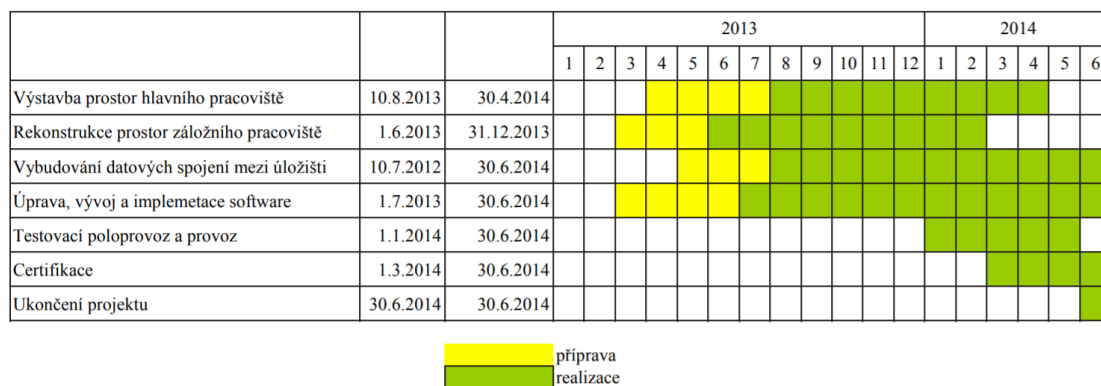 2013 2014
1 2 3 4 5 6 7 8 9 10 11 12 1 2 3 4 5 6
Výstavba prostor hlavního pracoviště 10.8.2013 30.4.2014
Rekonstrukce prostor záložního pracoviště 1.6.2013 31.12.2013
Vybudování datových spojení mezi úložišti 10.7.2012 30.6.2014
Úprava, vývoj a implemetace software 1.7.2013 30.6.2014
Testovací poloprovoz a provoz 1.1.2014 30.6.2014
Certifikace 1.3.2014 30.6.2014
Ukončení projektu 30.6.2014 30.6.2014
příprava
realizace